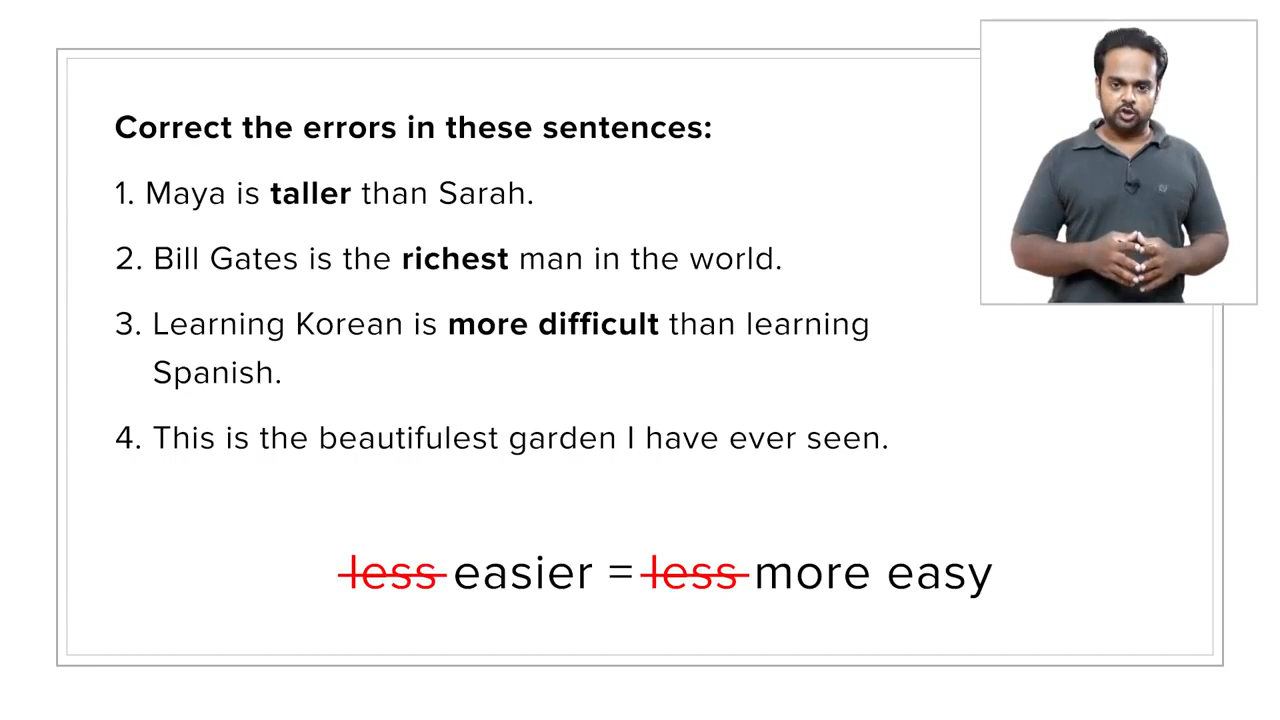 Correct the errors in these sentences:
1. Maya is taller than Sarah.
2. Bill Gates is the richest man in the world.
3. Learning Korean is more difficult than learning
Spanish.
4. This is the beautifulest garden I have ever seen.
less easier = less more easy